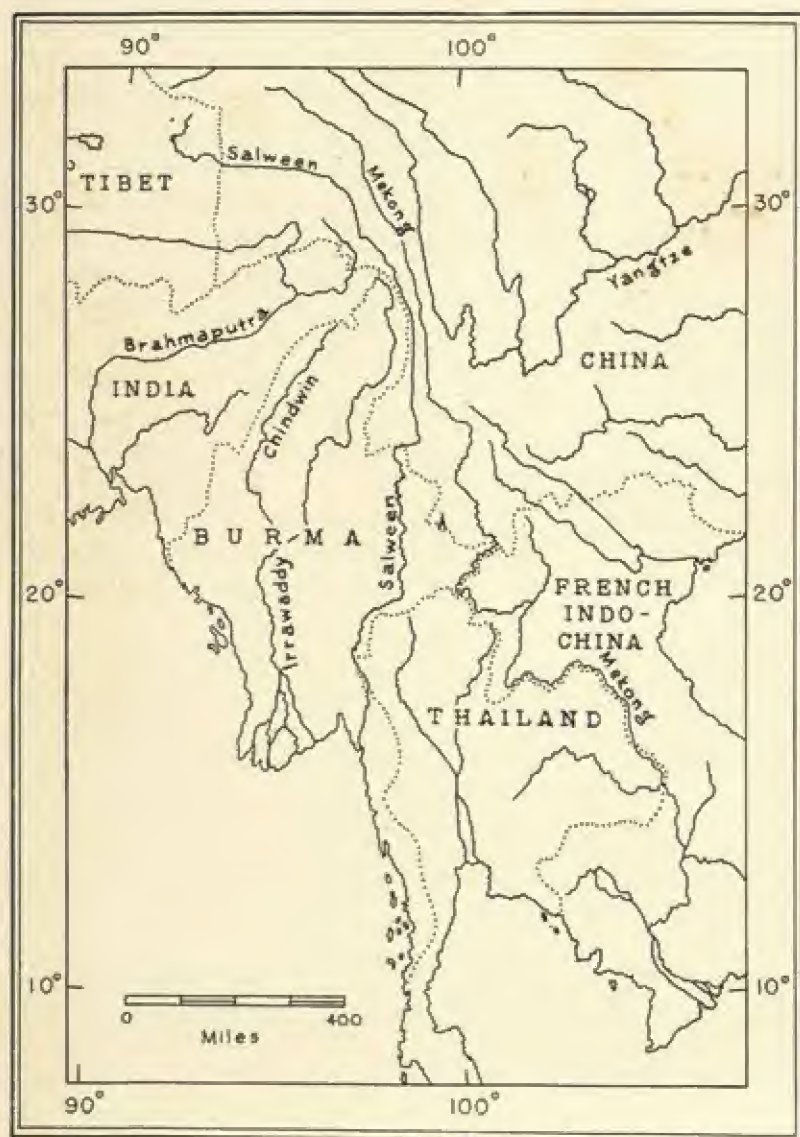 90° 100°
Salween
Mekong
TIBET
30° 30°
Yangtze
Brahmaputra
CHINA
INDIA
Chindwin
BURMA
Salween
20° 20°
FRENCH
INDO-
CHINA
Irrawaddy
Mekong
THAILAND
10° 10°
0 400
Miles
90° 100°